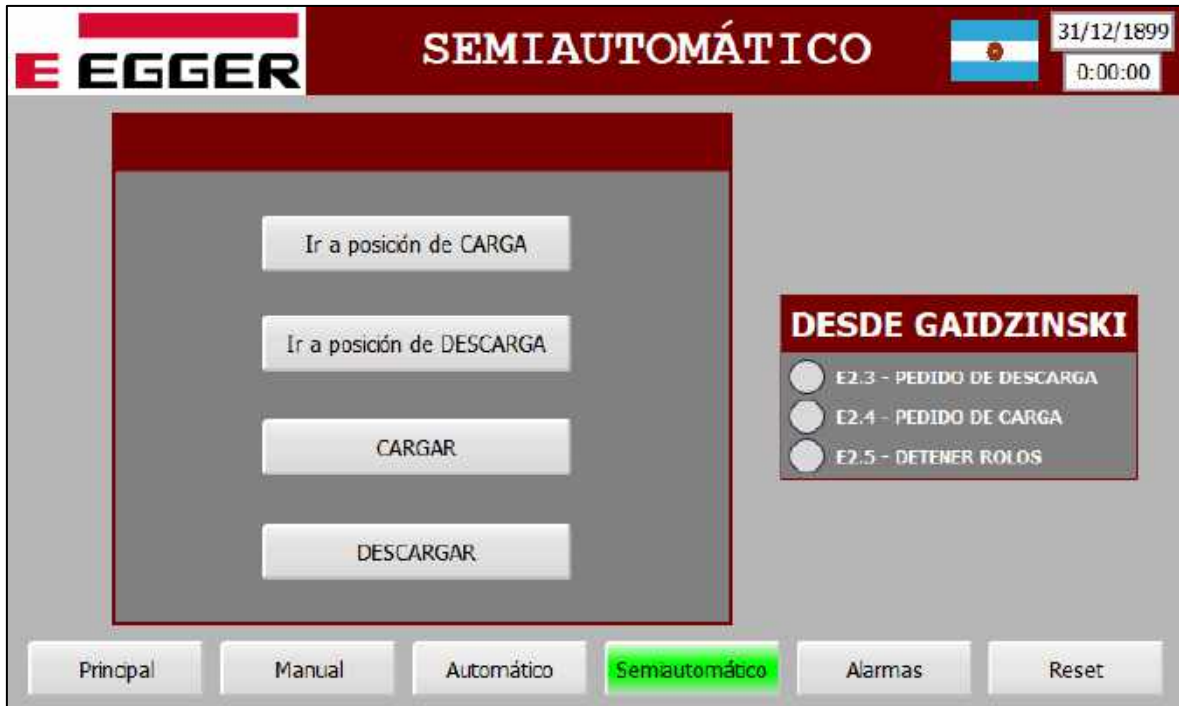 E EGGER
SEMIAUTOMÁTICO
31/12/1899
0:00:00
Ir a posición de CARGA
Ir a posición de DESCARGA
CARGAR
DESCARGAR
DESDE GAIDZINSKI
E2.3 - PEDIDO DE DESCARGA
E2.4 - PEDIDO DE CARGA
E2.5 - DETENER ROLOS
Principal
Manual
Automático
Semiautomático
Alarmas
Reset